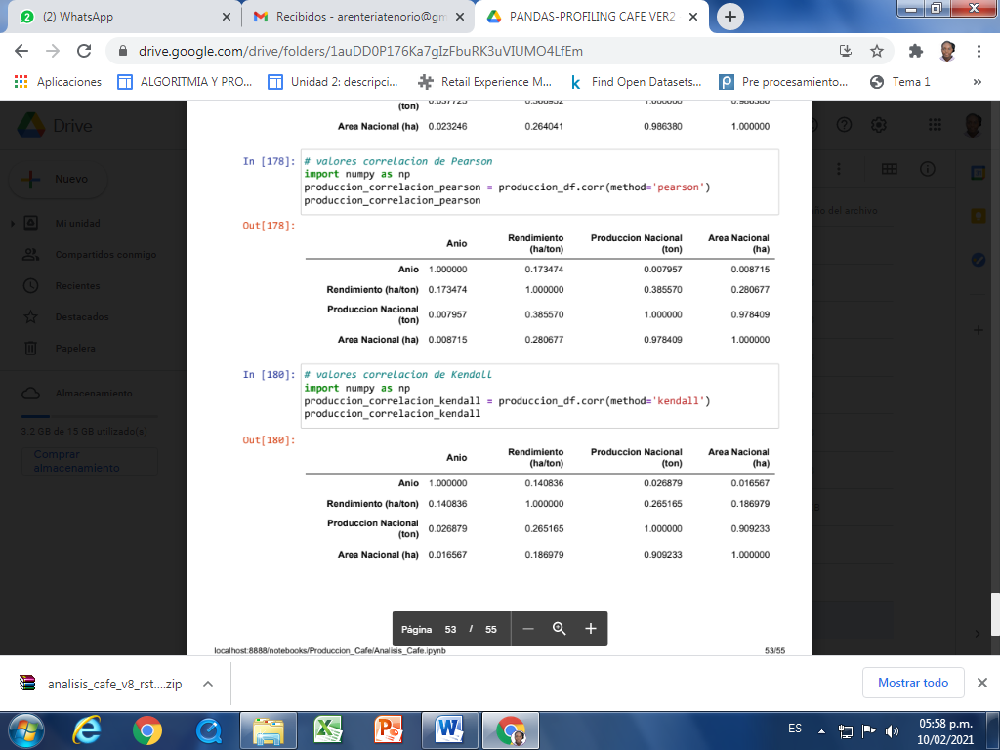 (2) WhatsApp
Recibidos - arenteriatenorio@gm
PANDAS-PROFILING CAFE VER2
drive.google.com/drive/folders/1auDD0P176Ka7gIzFbuRK3uVIUMO4LfEm
Aplicaciones
ALGORITMIA Y PRO...
Unidad 2: descripci...
Retail Experience M...
Find Open Datasets...
Pre procesamiento...
Tema 1
»
Drive
Nuevo
Mi unidad
Compartidos conmigo
Recientes
Destacados
Papelera
Almacenamiento
3.2 GB de 15 GB utilizado(s)
Comprar
almacenamiento
del archivo
(ton) 0.037725 0.368952 1.000000 0.986380
Area Nacional (ha) 0.023246 0.264041 0.986380 1.000000
In [178]: # valores correlacion de Pearson
import numpy as np
produccion_correlacion_pearson = produccion_df.corr(method='pearson')
produccion_correlacion_pearson
Out[178]:
Anio Rendimiento (ha/ton) Produccion Nacional (ton) Area Nacional (ha)
Anio 1.000000 0.173474 0.007957 0.008715
Rendimiento (ha/ton) 0.173474 1.000000 0.385570 0.280677
Produccion Nacional (ton) 0.007957 0.385570 1.000000 0.978409
Area Nacional (ha) 0.008715 0.280677 0.978409 1.000000
In [180]: # valores correlacion de Kendall
import numpy as np
produccion_correlacion_kendall = produccion_df.corr(method='kendall')
produccion_correlacion_kendall
Out[180]:
Anio Rendimiento (ha/ton) Produccion Nacional (ton) Area Nacional (ha)
Anio 1.000000 0.140836 0.026879 0.016567
Rendimiento (ha/ton) 0.140836 1.000000 0.265165 0.186979
Produccion Nacional (ton) 0.026879 0.265165 1.000000 0.909233
Area Nacional (ha) 0.016567 0.186979 0.909233 1.000000
Página 53 / 55
localhost:8888/notebooks/Produccion_Cafe/Analisis_Cafe.ipynb
53/55
analisis_cafe_v8_rst....zip
Mostrar todo
ES
05:58 p.m.
10/02/2021